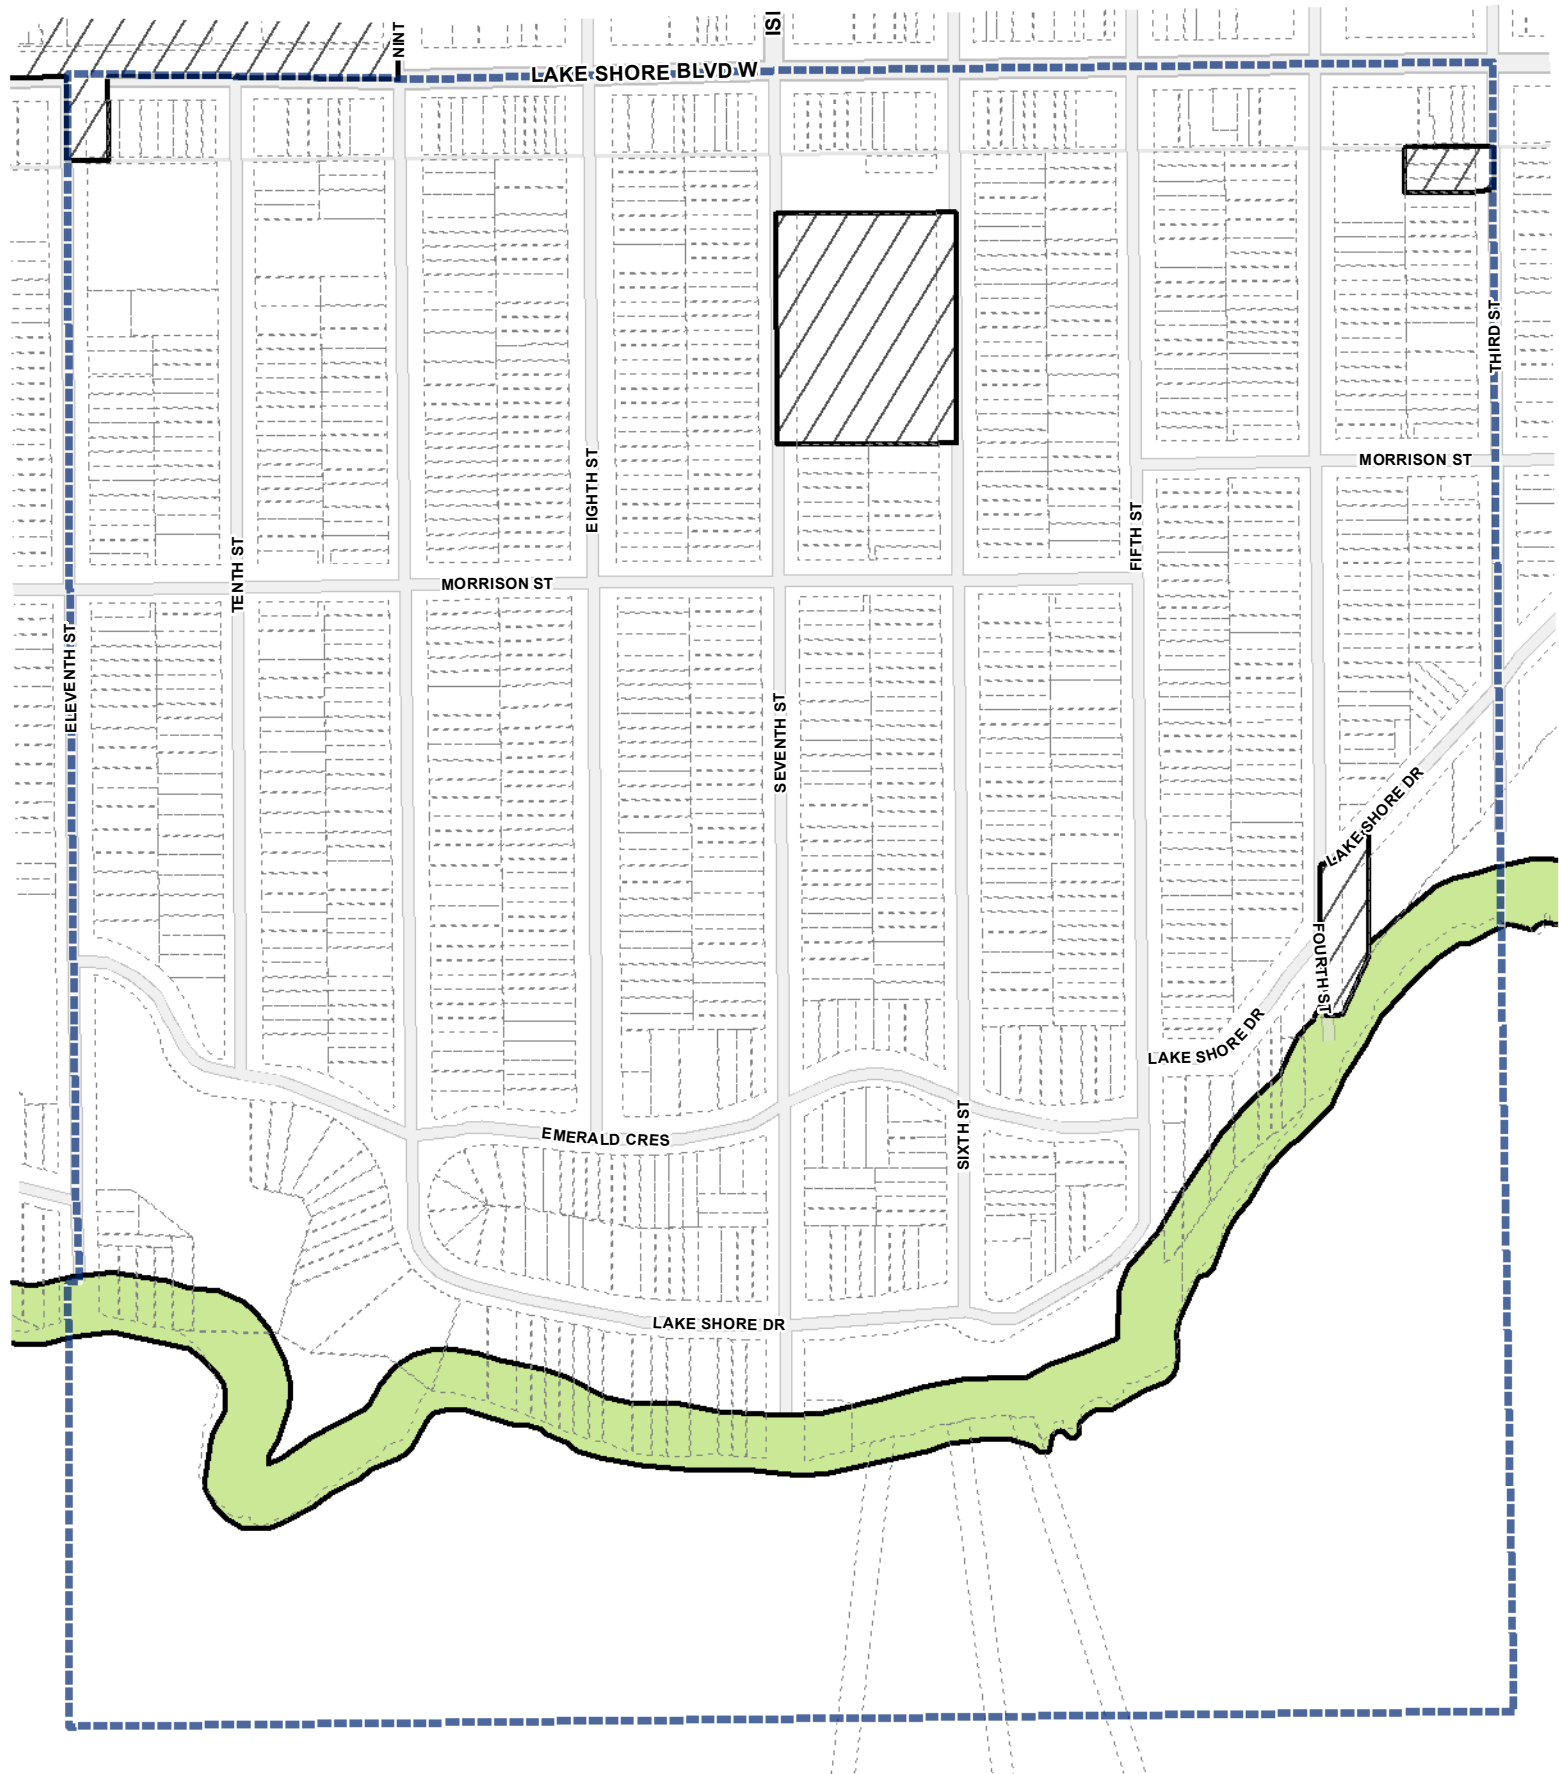 NINT
ISI
LAKE SHORE BLVD W
THIRD ST
MORRISON ST
EIGHTH ST
FIFTH ST
TENTH ST
MORRISON ST
ELEVENTH ST
SEVENTH ST
LAKE SHORE DR
FOURTH ST
LAKE SHORE DR
EMERALD CRES
SIXTH ST
LAKE SHORE DR